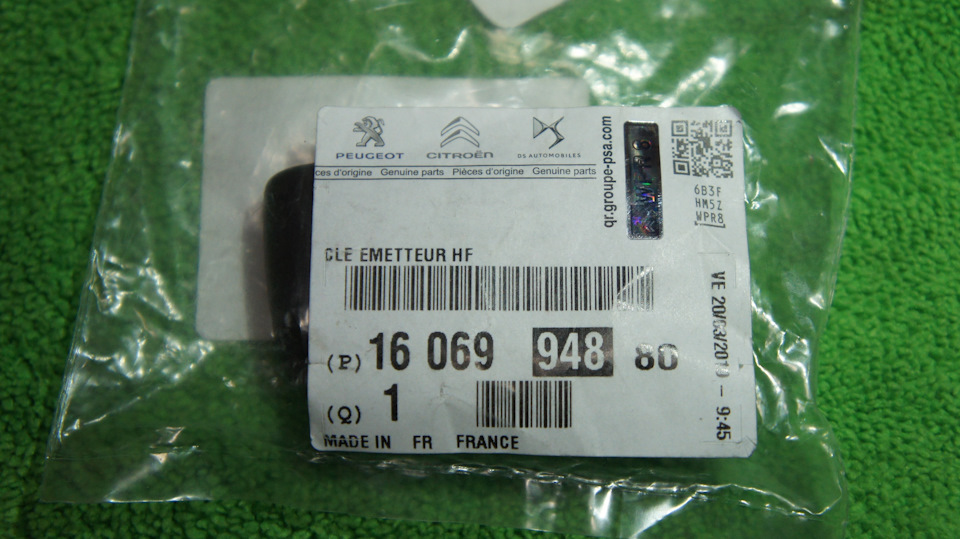 PEUGEOT CITROËN DS AUTOMOBILES
ces d'origine Genuine parts Pièces d'origine Genuine parts
qr.groupe-psa.com
WPR8
6B3F
HM5Z
WPR8
CLE EMETTEUR HF
(P) 16 069 948 80
(Q) 1
MADE IN FR FRANCE
VE 20/03/ - 9:45